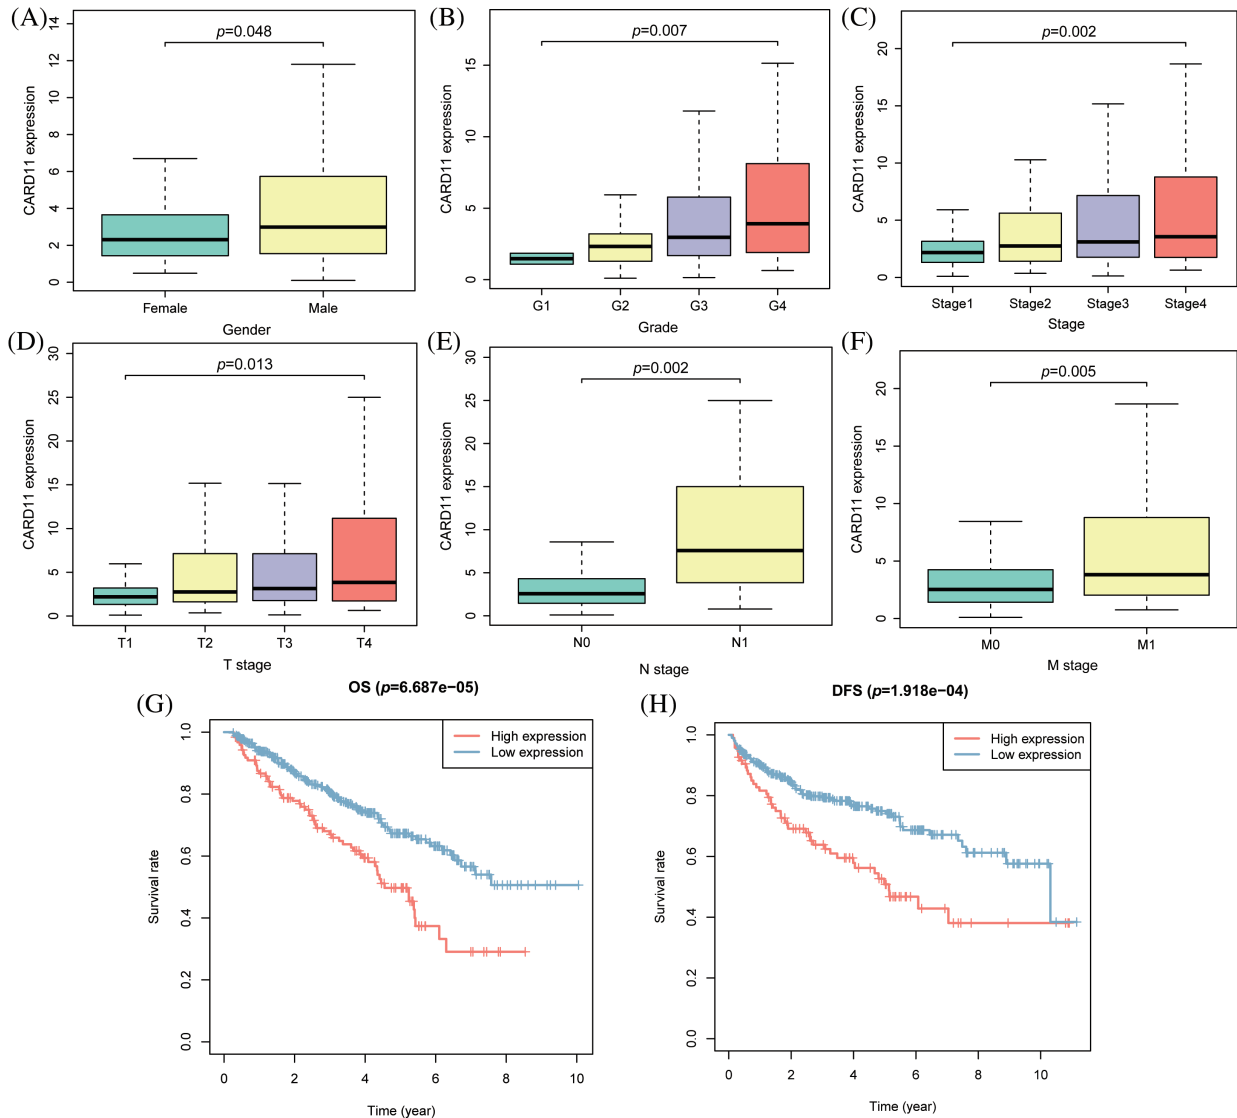 (A)
p=0.048
CARD11 expression
0 2 4 6 8 10 12 14
Female Male
Gender
(B)
p=0.007
CARD11 expression
0 5 10 15
G1 G2 G3 G4
Grade
(C)
p=0.002
CARD11 expression
0 5 10 15 20
Stage1 Stage2 Stage3 Stage4
Stage
(D)
p=0.013
CARD11 expression
0 5 10 15 20 25 30
T1 T2 T3 T4
T stage
(E)
p=0.002
CARD11 expression
0 5 10 15 20 25 30
N0 N1
N stage
(F)
p=0.005
CARD11 expression
0 5 10 15 20
M0 M1
M stage
(G)
OS (p=6.687e−05)
High expression
Low expression
Survival rate
0.0 0.2 0.4 0.6 0.8 1.0
0 2 4 6 8 10
Time (year)
(H)
DFS (p=1.918e−04)
High expression
Low expression
Survival rate
0.0 0.2 0.4 0.6 0.8 1.0
0 2 4 6 8 10
Time (year)